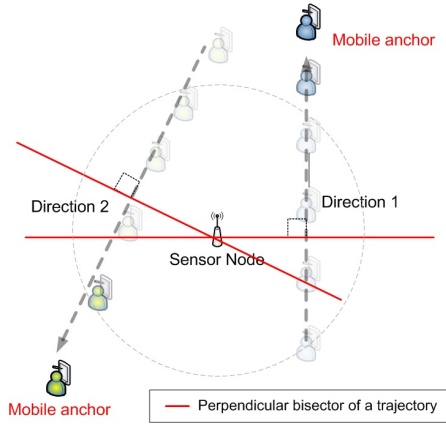 Mobile anchor
Direction 2
Direction 1
Sensor Node
Mobile anchor
Perpendicular bisector of a trajectory